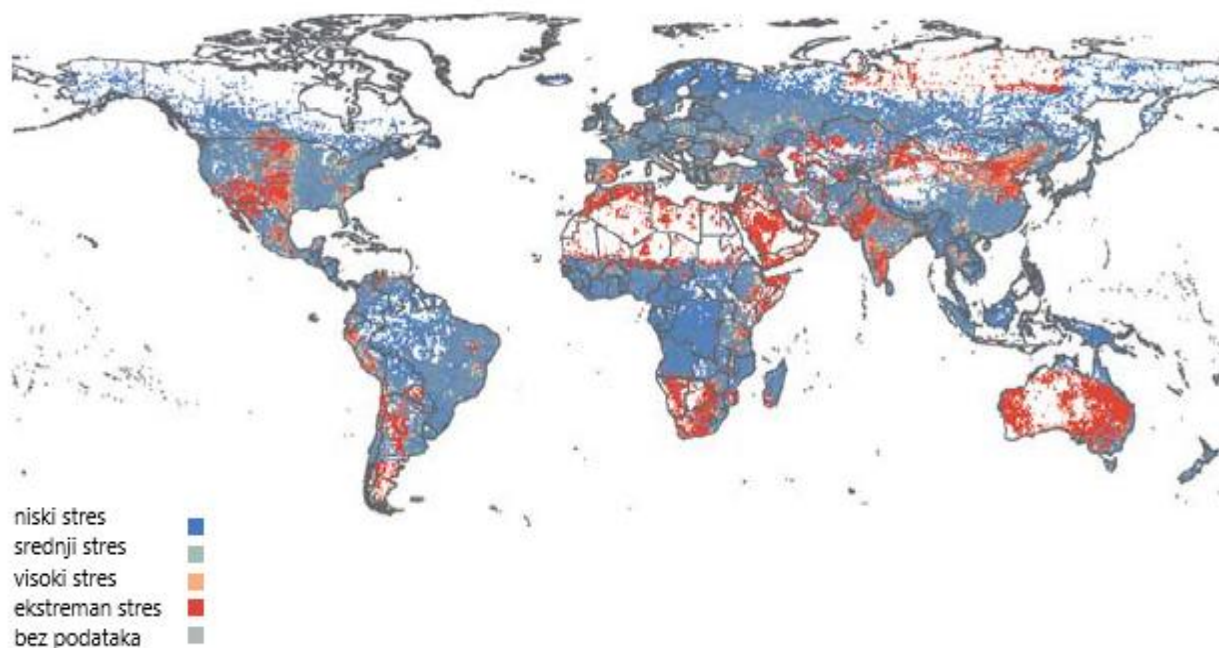 niski stres
srednji stres
visoki stres
ekstreman stres
bez podataka